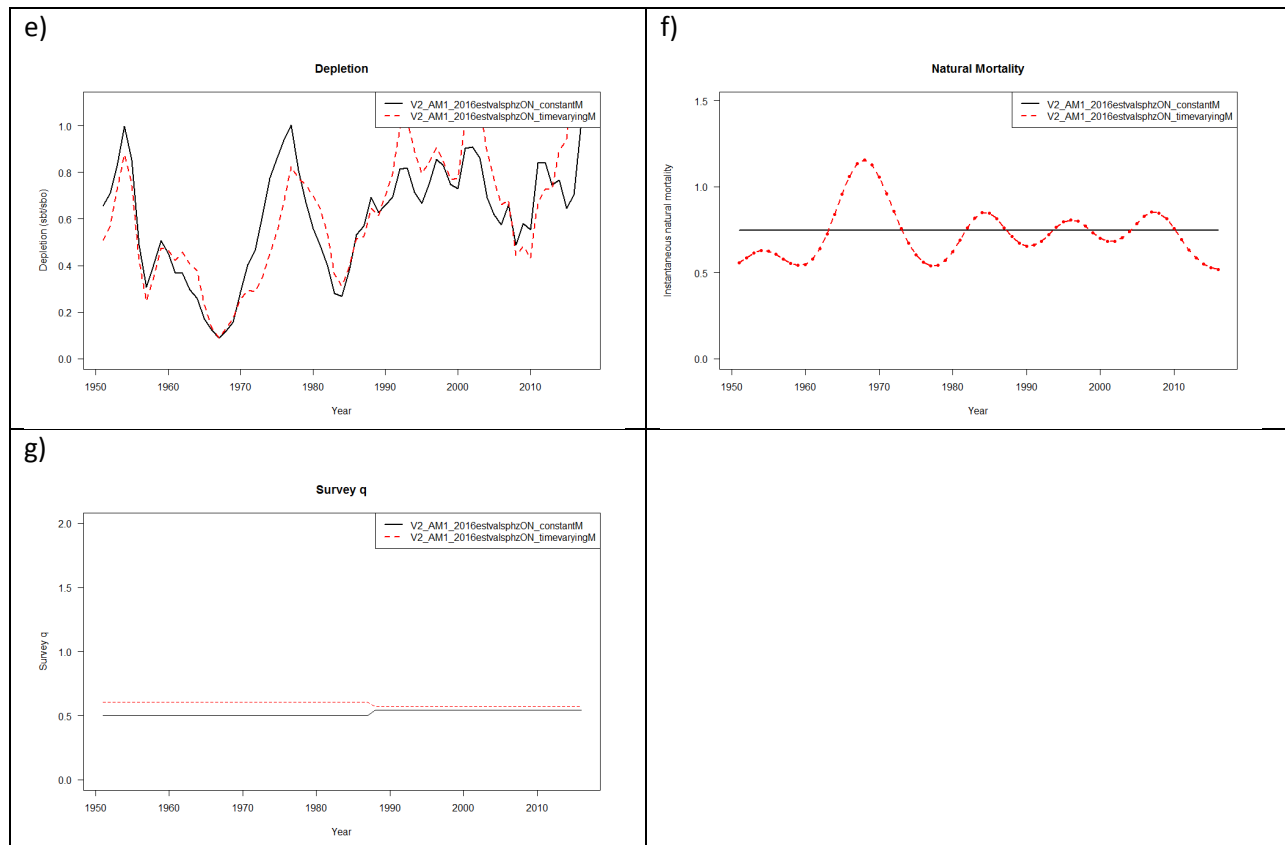 e)
Depletion
V2_AM1_2016estvalsphzON_constantM
V2_AM1_2016estvalsphzON_timevaryingM
Depletion (sbt/sbo)
1.0
0.8
0.6
0.4
0.2
0.0
1950 1960 1970 1980 1990 2000 2010
Year
f)
Natural Mortality
V2_AM1_2016estvalsphzON_constantM
V2_AM1_2016estvalsphzON_timevaryingM
Instantaneous natural mortality
1.5
1.0
0.5
0.0
1950 1960 1970 1980 1990 2000 2010
Year
g)
Survey q
V2_AM1_2016estvalsphzON_constantM
V2_AM1_2016estvalsphzON_timevaryingM
Survey q
2.0
1.5
1.0
0.5
0.0
1950 1960 1970 1980 1990 2000 2010
Year